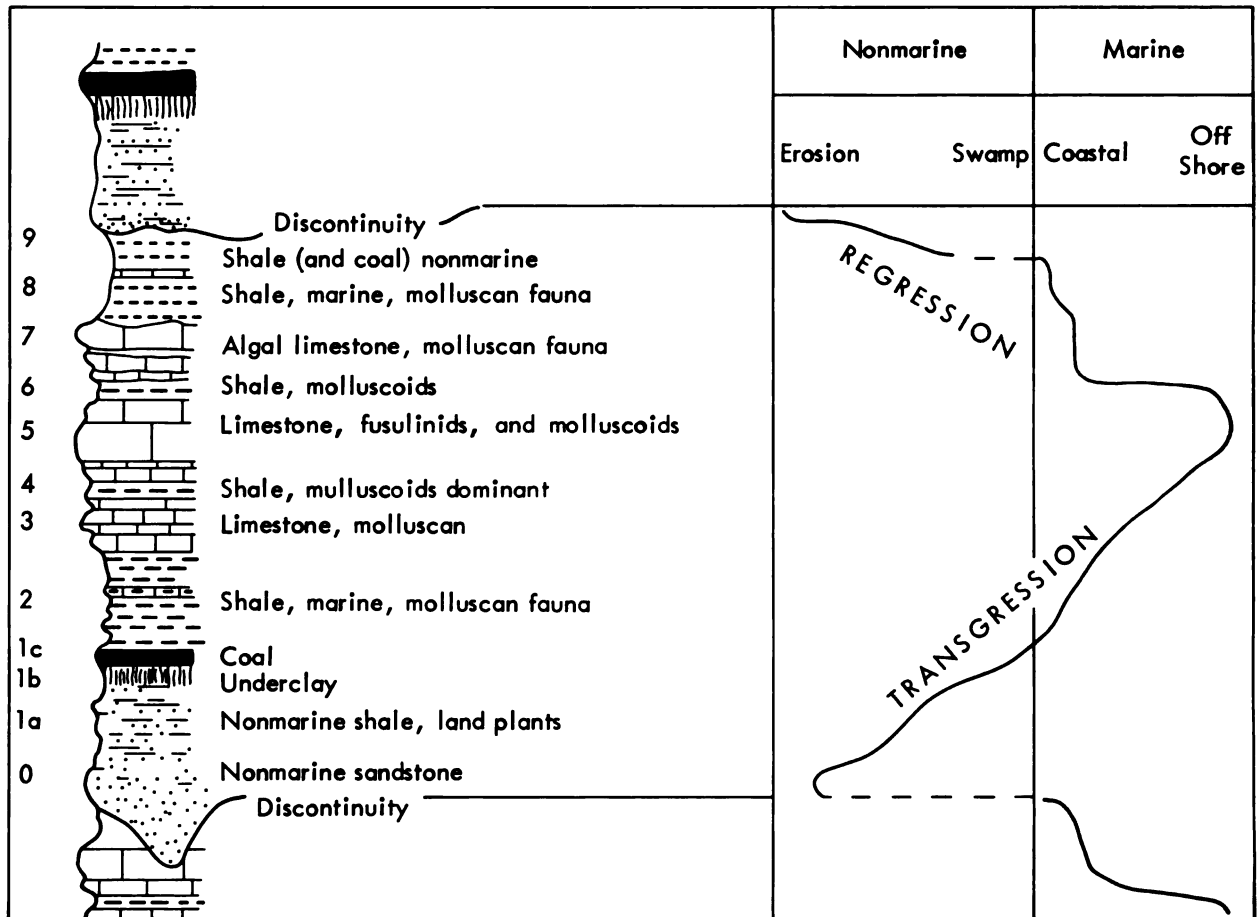 Nonmarine Marine
Erosion Swamp Coastal Off Shore
Discontinuity
9
Shale (and coal) nonmarine
8 Shale, marine, molluscan fauna
7 Algal limestone, molluscan fauna
6 Shale, molluscoids
5 Limestone, fusulinids, and molluscoids
4 Shale, mulluscoids dominant
3 Limestone, molluscan
2 Shale, marine, molluscan fauna
1c Coal
1b Underclay
1a Nonmarine shale, land plants
0 Nonmarine sandstone
Discontinuity
REGRESSION
TRANSGRESSION